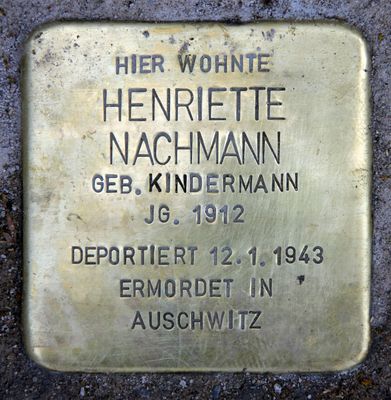 HIER WOHNTE
HENRIETTE
NACHMANN
GEB. KINDERMANN
JG. 1912
DEPORTIERT 12.1.1943
ERMORDET IN
AUSCHWITZ